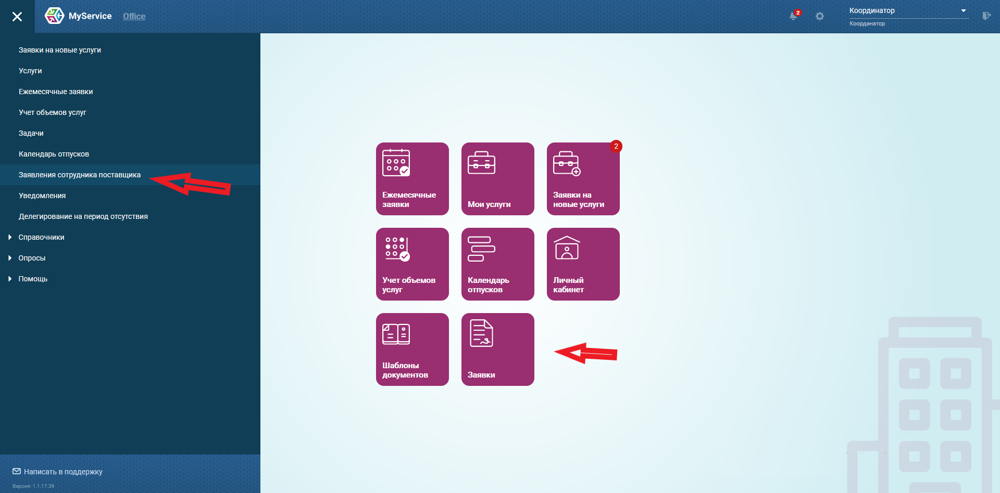 MyService Office
2
Координатор
Координатор
Заявки на новые услуги
Услуги
Ежемесячные заявки
Учет объемов услуг
Задачи
Календарь отпусков
Заявления сотрудника поставщика
Уведомления
Делегирование на период отсутствия
Справочники
Опросы
Помощь
Написать в поддержку
Версия: 1.1.17.39
Ежемесячные
заявки
Мои услуги
2
Заявки на
новые услуги
Учет объемов
услуг
Календарь
отпусков
Личный
кабинет
Шаблоны
документов
Заявки